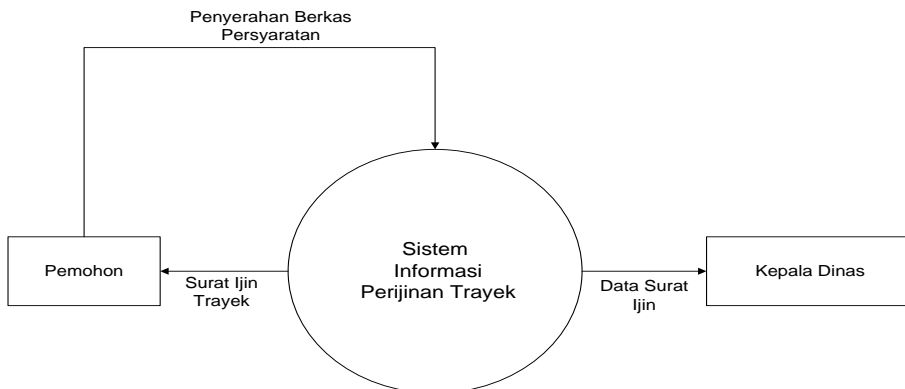 Penyerahan Berkas
Persyaratan
Pemohon
Surat Ijin
Trayek
Sistem
Informasi
Perijinan Trayek
Data Surat
Ijin
Kepala Dinas